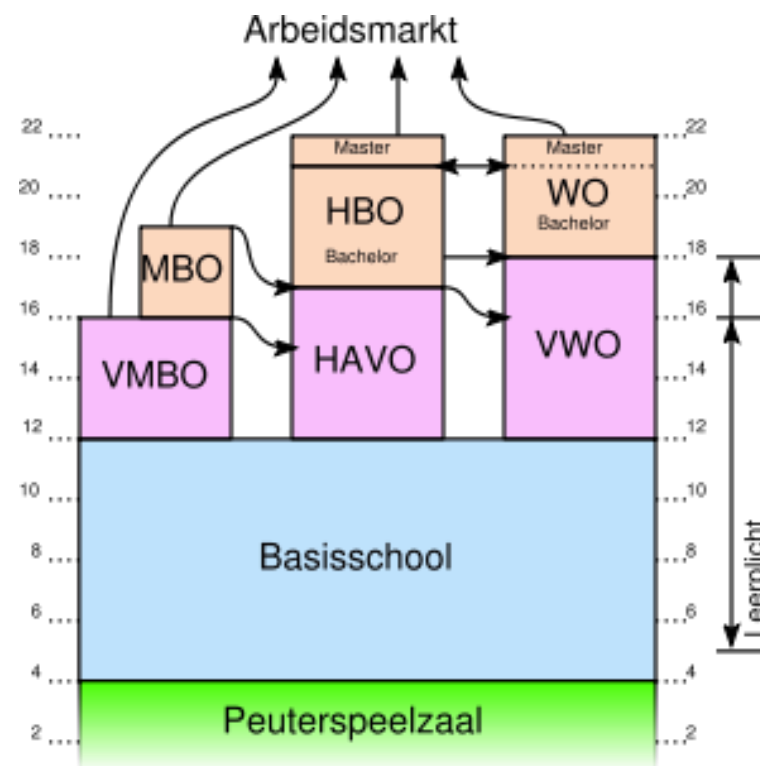 Arbeidsmarkt
22
22
Master
Master
20
HBO
WO
20
Bachelor
18
MBO
Bachelor
18
16
16
VMBO
HAVO
VWO
14
14
12
12
10
10
Basisschool
8
8
6
6
Leerplicht
4
4
Peuterspeelzaal
2
2